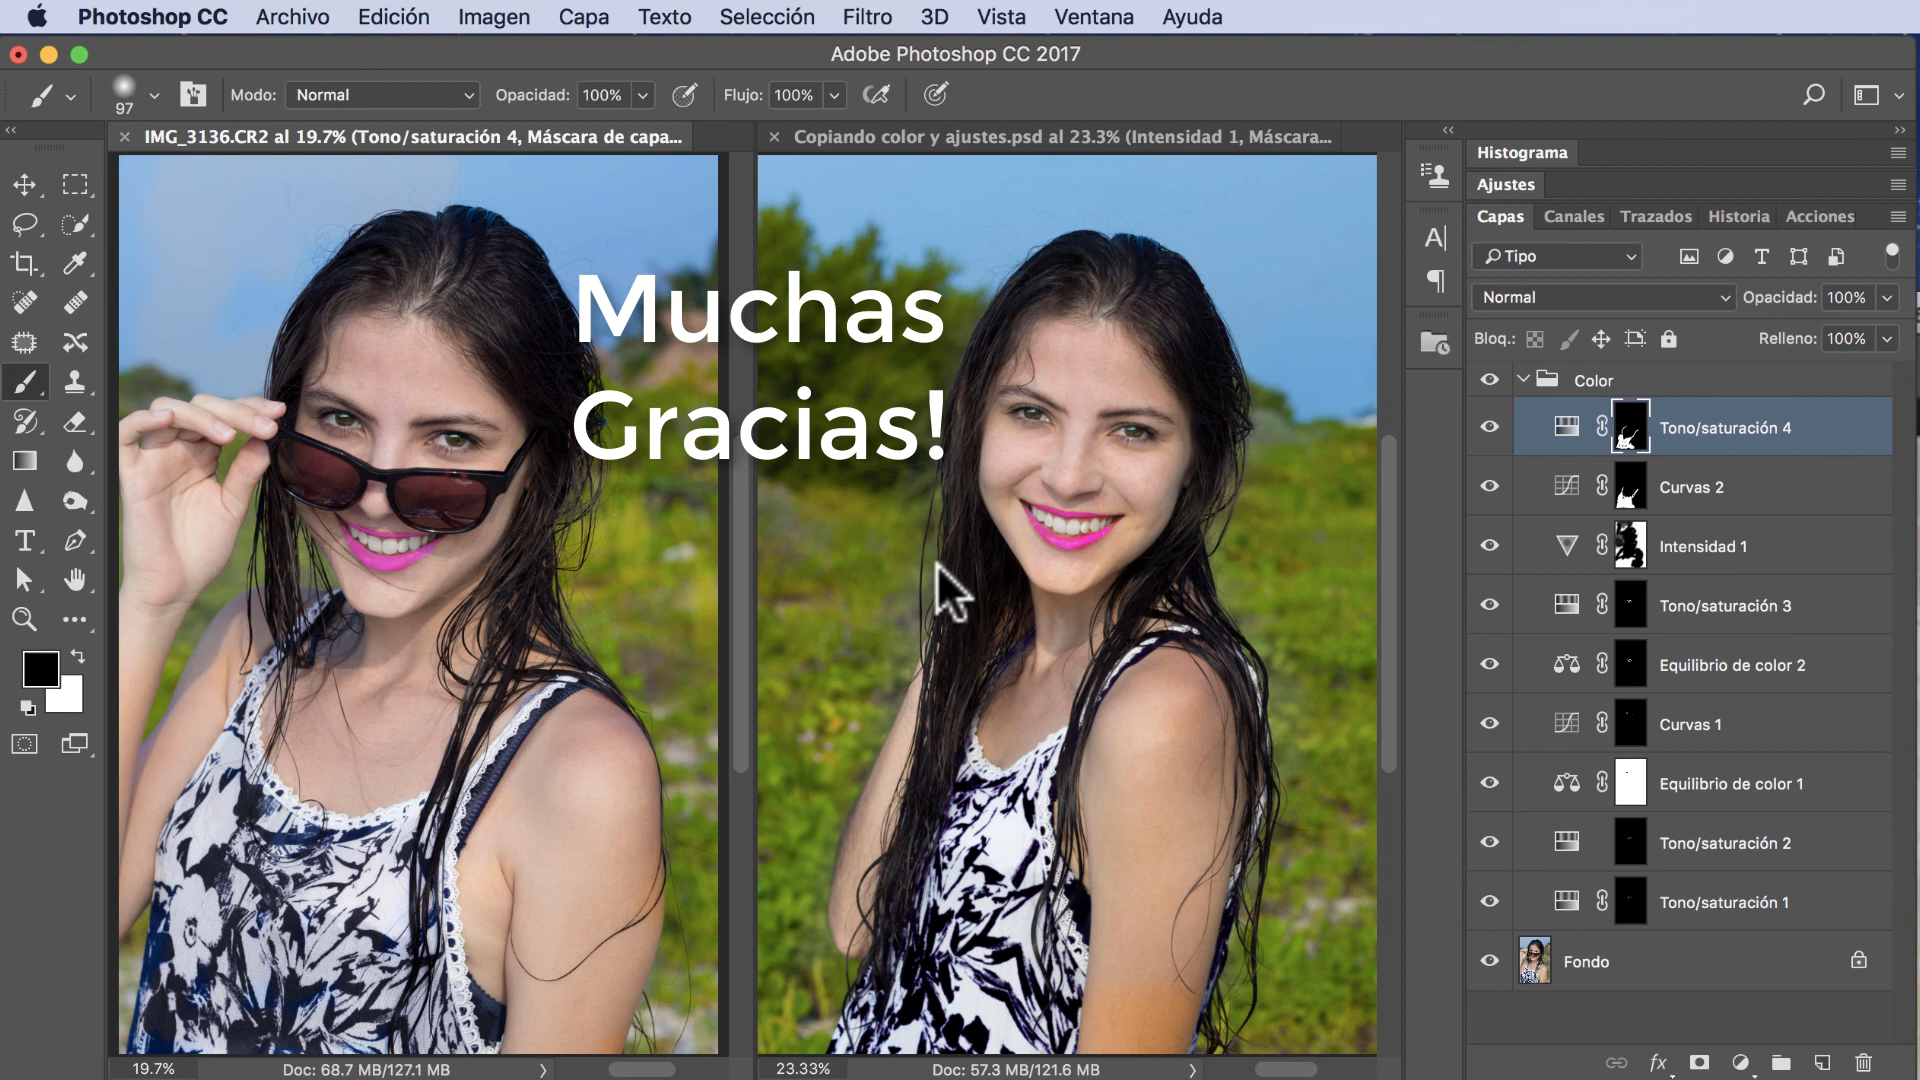 Photoshop CC Archivo Edición Imagen Capa Texto Selección Filtro 3D Vista Ventana Ayuda
Adobe Photoshop CC 2017
97 Modo: Normal Opacidad: 100% Flujo: 100%
IMG_3136.CR2 al 19.7% (Tono/saturación 4, Máscara de capa...
Copiando color y ajustes.psd al 23.3% (Intensidad 1, Máscara...
Muchas
Gracias!
19.7% Doc: 68.7 MB/127.1 MB
23.33% Doc: 57.3 MB/121.6 MB
Histograma
Ajustes
Capas Canales Trazados Historia Acciones
Tipo
Normal Opacidad: 100%
Bloq.: Relleno: 100%
Color
Tono/saturación 4
Curvas 2
Intensidad 1
Tono/saturación 3
Equilibrio de color 2
Curvas 1
Equilibrio de color 1
Tono/saturación 2
Tono/saturación 1
Fondo
fx